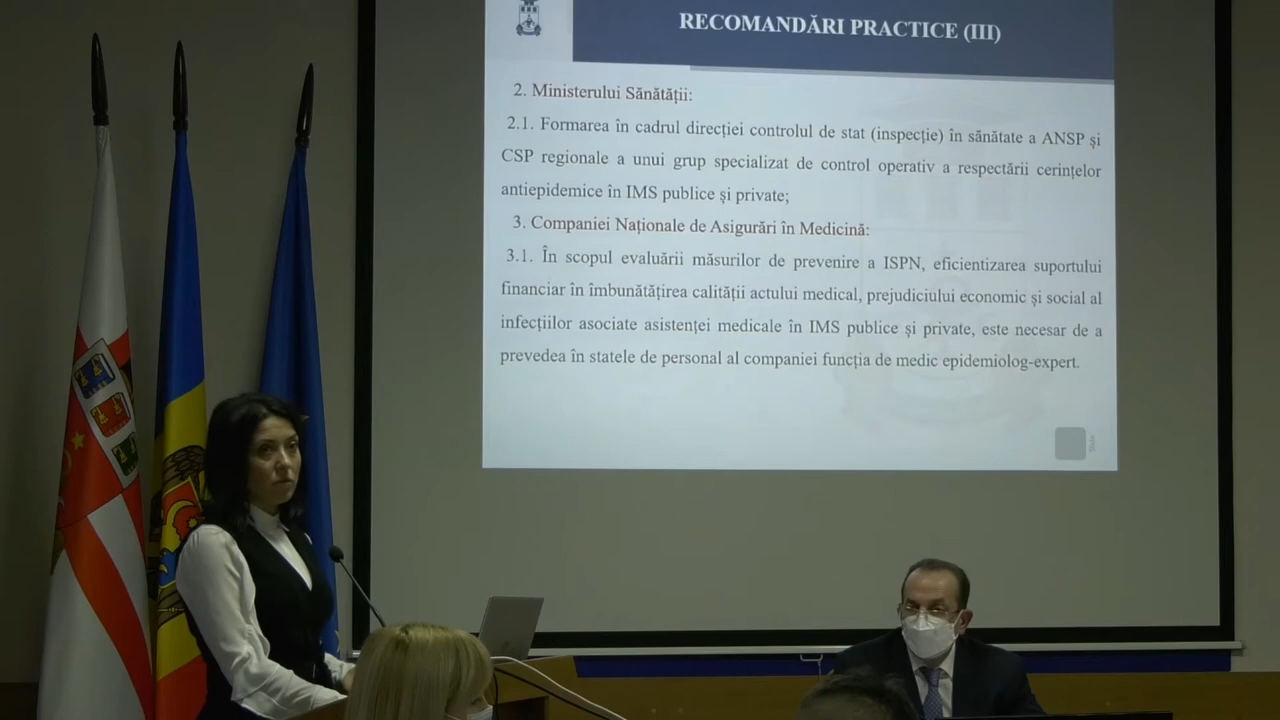 RECOMANDĂRI PRACTICE (III)
2. Ministerului Sănătății:
2.1. Formarea în cadrul direcției controlul de stat (inspecție) în sănătate a ANSP și
CSP regionale a unui grup specializat de control operativ a respectării cerințelor
antiepidemice în IMS publice și private;
3. Companiei Naționale de Asigurări în Medicină:
3.1. În scopul evaluării măsurilor de prevenire a ISPN, eficientizarea suportului
financiar în îmbunătățirea calității actului medical, prejudiciului economic și social al
infecțiilor asociate asistenței medicale în IMS publice și private, este necesar de a
prevedea în statele de personal al companiei funcția de medic epidemiolog-expert.